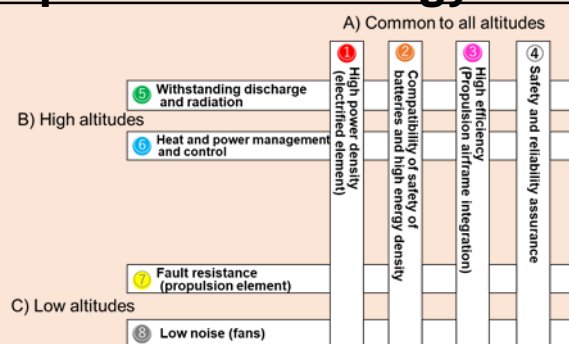 A) Common to all altitudes
1 High power density
(electrified element)
2 Compatibility of safety of
batteries and high energy density
3 High efficiency
(Propulsion airframe integration)
4 Safety and reliability assurance
5 Withstanding discharge
and radiation
B) High altitudes
6 Heat and power management
and control
7 Fault resistance
(propulsion element)
C) Low altitudes
8 Low noise (fans)